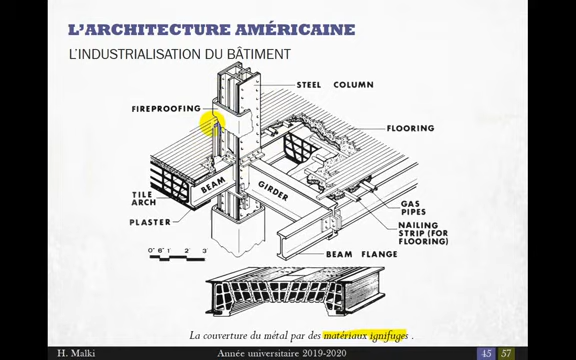 L'ARCHITECTURE AMÉRICAINE
L'INDUSTRIALISATION DU BÂTIMENT
STEEL COLUMN
FIREPROOFING
FLOORING
TILE
ARCH
BEAM
GIRDER
PLASTER
GAS
PIPES
NAILING
STRIP (FOR
FLOORING)
BEAM FLANGE
0' 6" 1' 2' 3'
La couverture du métal par des matériaux ignifuges .
H. Malki Année universitaire 2019-2020 45 57